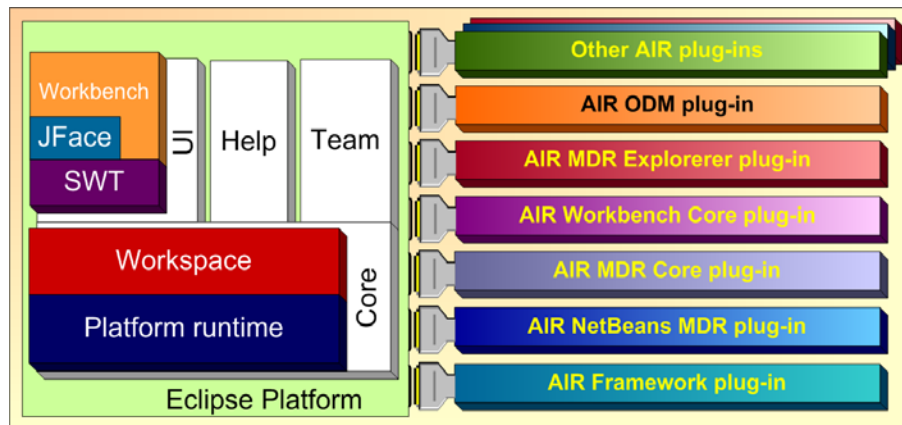 Workbench
JFace
SWT
UI
Help
Team
Workspace
Platform runtime
Core
Eclipse Platform
Other AIR plug-ins
AIR ODM plug-in
AIR MDR Explorerer plug-in
AIR Workbench Core plug-in
AIR MDR Core plug-in
AIR NetBeans MDR plug-in
AIR Framework plug-in